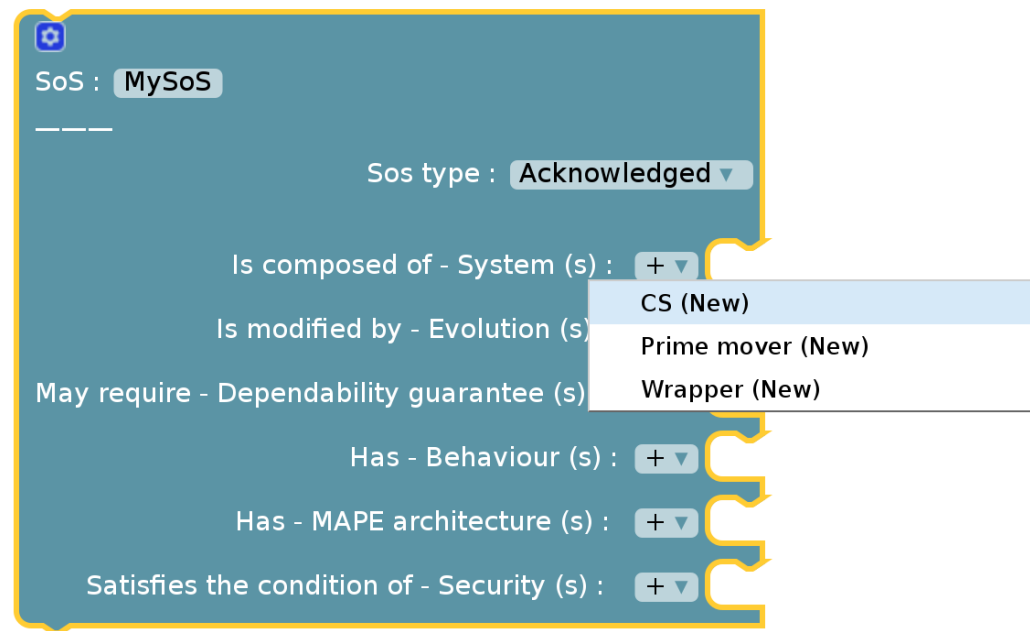 SoS : MySoS
———
Sos type : Acknowledged ▼
Is composed of - System (s) : + ▼
CS (New)
Is modified by - Evolution (s)
Prime mover (New)
May require - Dependability guarantee (s)
Wrapper (New)
Has - Behaviour (s) : + ▼
Has - MAPE architecture (s) : + ▼
Satisfies the condition of - Security (s) : + ▼